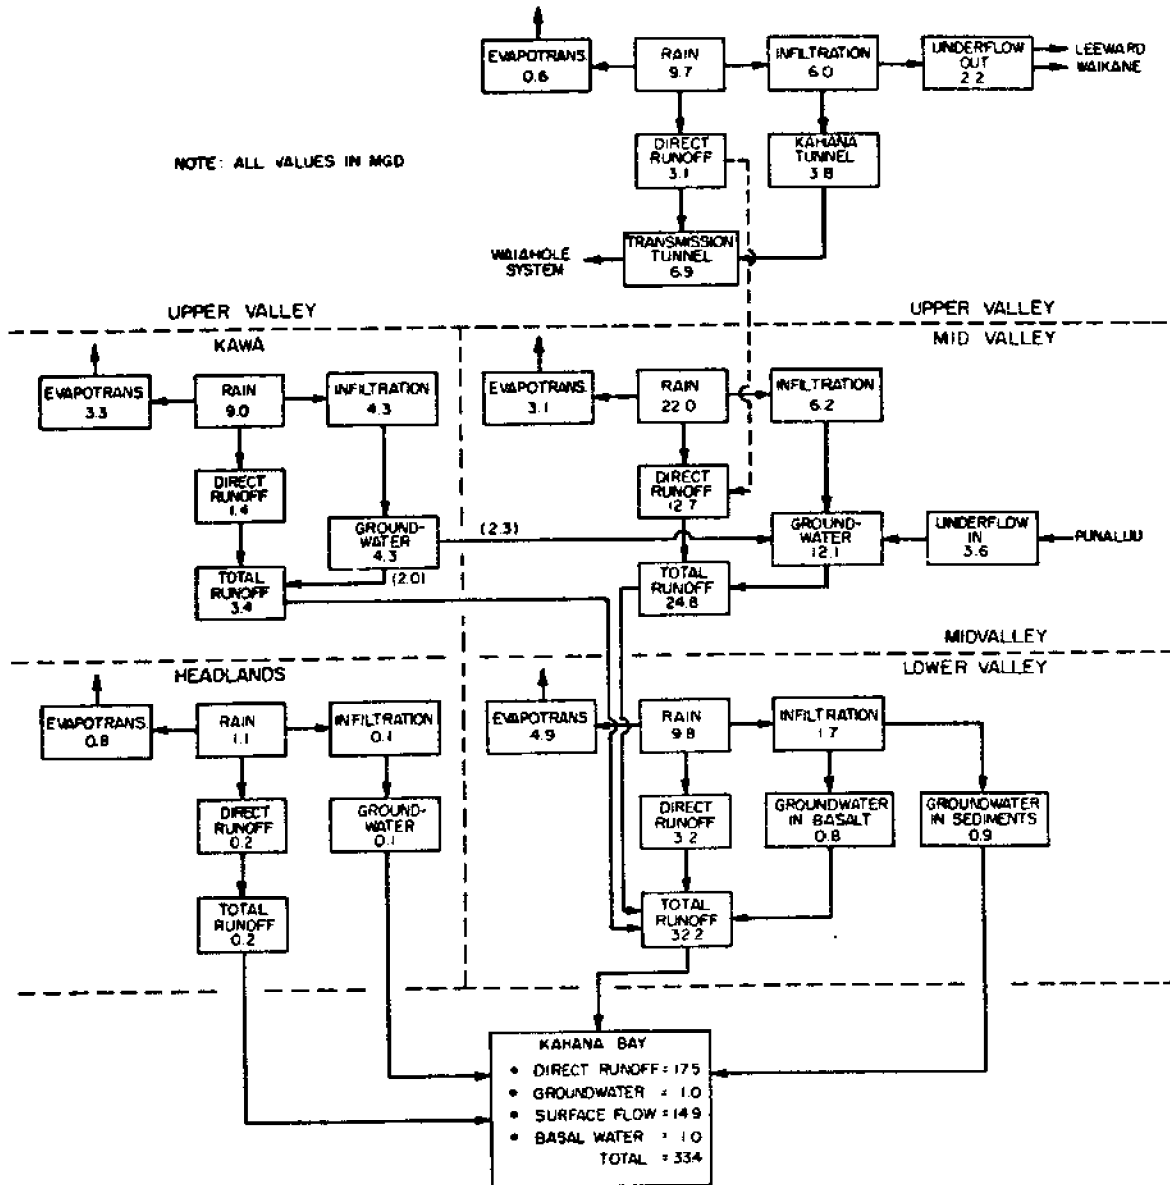 EVAPOTRANS.
0.6
RAIN
9.7
INFILTRATION
6.0
UNDERFLOW
OUT
2.2
LEEWARD
WAIKANE
NOTE: ALL VALUES IN MGD
DIRECT
RUNOFF
3.1
KAHANA
TUNNEL
3.8
WAIAHOLE
SYSTEM
TRANSMISSION
TUNNEL
6.9
UPPER VALLEY
UPPER VALLEY
KAWA
MID VALLEY
EVAPOTRANS.
3.3
RAIN
9.0
INFILTRATION
4.3
EVAPOTRANS.
3.1
RAIN
22.0
INFILTRATION
6.2
DIRECT
RUNOFF
1.4
DIRECT
RUNOFF
12.7
GROUND-
WATER
4.3
(2.3)
GROUND-
WATER
12.1
UNDERFLOW
IN
3.6
PUNALUU
(2.0)
TOTAL
RUNOFF
3.4
TOTAL
RUNOFF
24.8
MIDVALLEY
HEADLANDS
LOWER VALLEY
EVAPOTRANS.
0.8
RAIN
1.1
INFILTRATION
0.1
EVAPOTRANS.
4.9
RAIN
9.8
INFILTRATION
1.7
DIRECT
RUNOFF
0.2
GROUND-
WATER
0.1
DIRECT
RUNOFF
3.2
GROUNDWATER
IN BASALT
0.8
GROUNDWATER
IN SEDIMENTS
0.9
TOTAL
RUNOFF
0.2
TOTAL
RUNOFF
32.2
KAHANA BAY
• DIRECT RUNOFF = 17.5
• GROUNDWATER = 1.0
• SURFACE FLOW = 14.9
• BASAL WATER = 1.0
TOTAL = 33.4